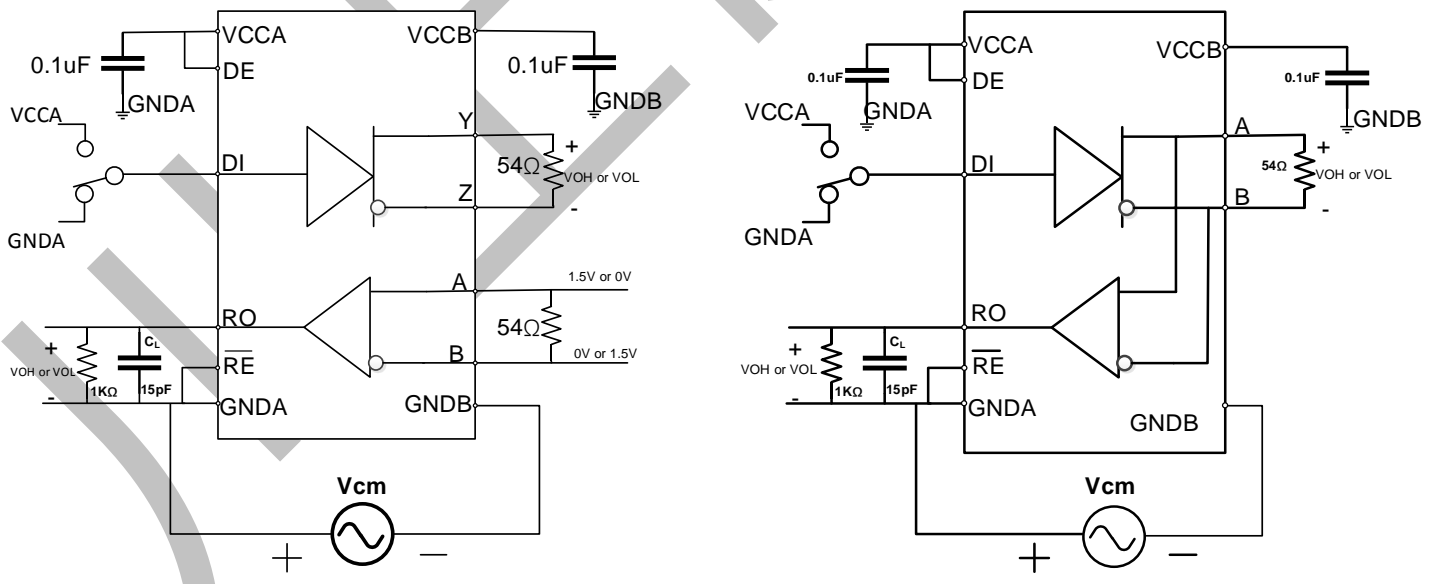 VCCA
VCCB
DE
0.1uF
GNDA
0.1uF
GNDB
VCCA
Y
DI
54Ω
+
VOH or VOL
-
Z
GNDA
A
1.5V or 0V
RO
54Ω
+
VOH or VOL
-
1KΩ
CL
15pF
RE
B
0V or 1.5V
GNDA
GNDB
Vcm
+
—
VCCA
VCCB
DE
0.1uF
GNDA
0.1uF
GNDB
VCCA
A
DI
54Ω
+
VOH or VOL
-
B
GNDA
RO
+
VOH or VOL
-
1KΩ
CL
15pF
RE
GNDA
GNDB
Vcm
+
—